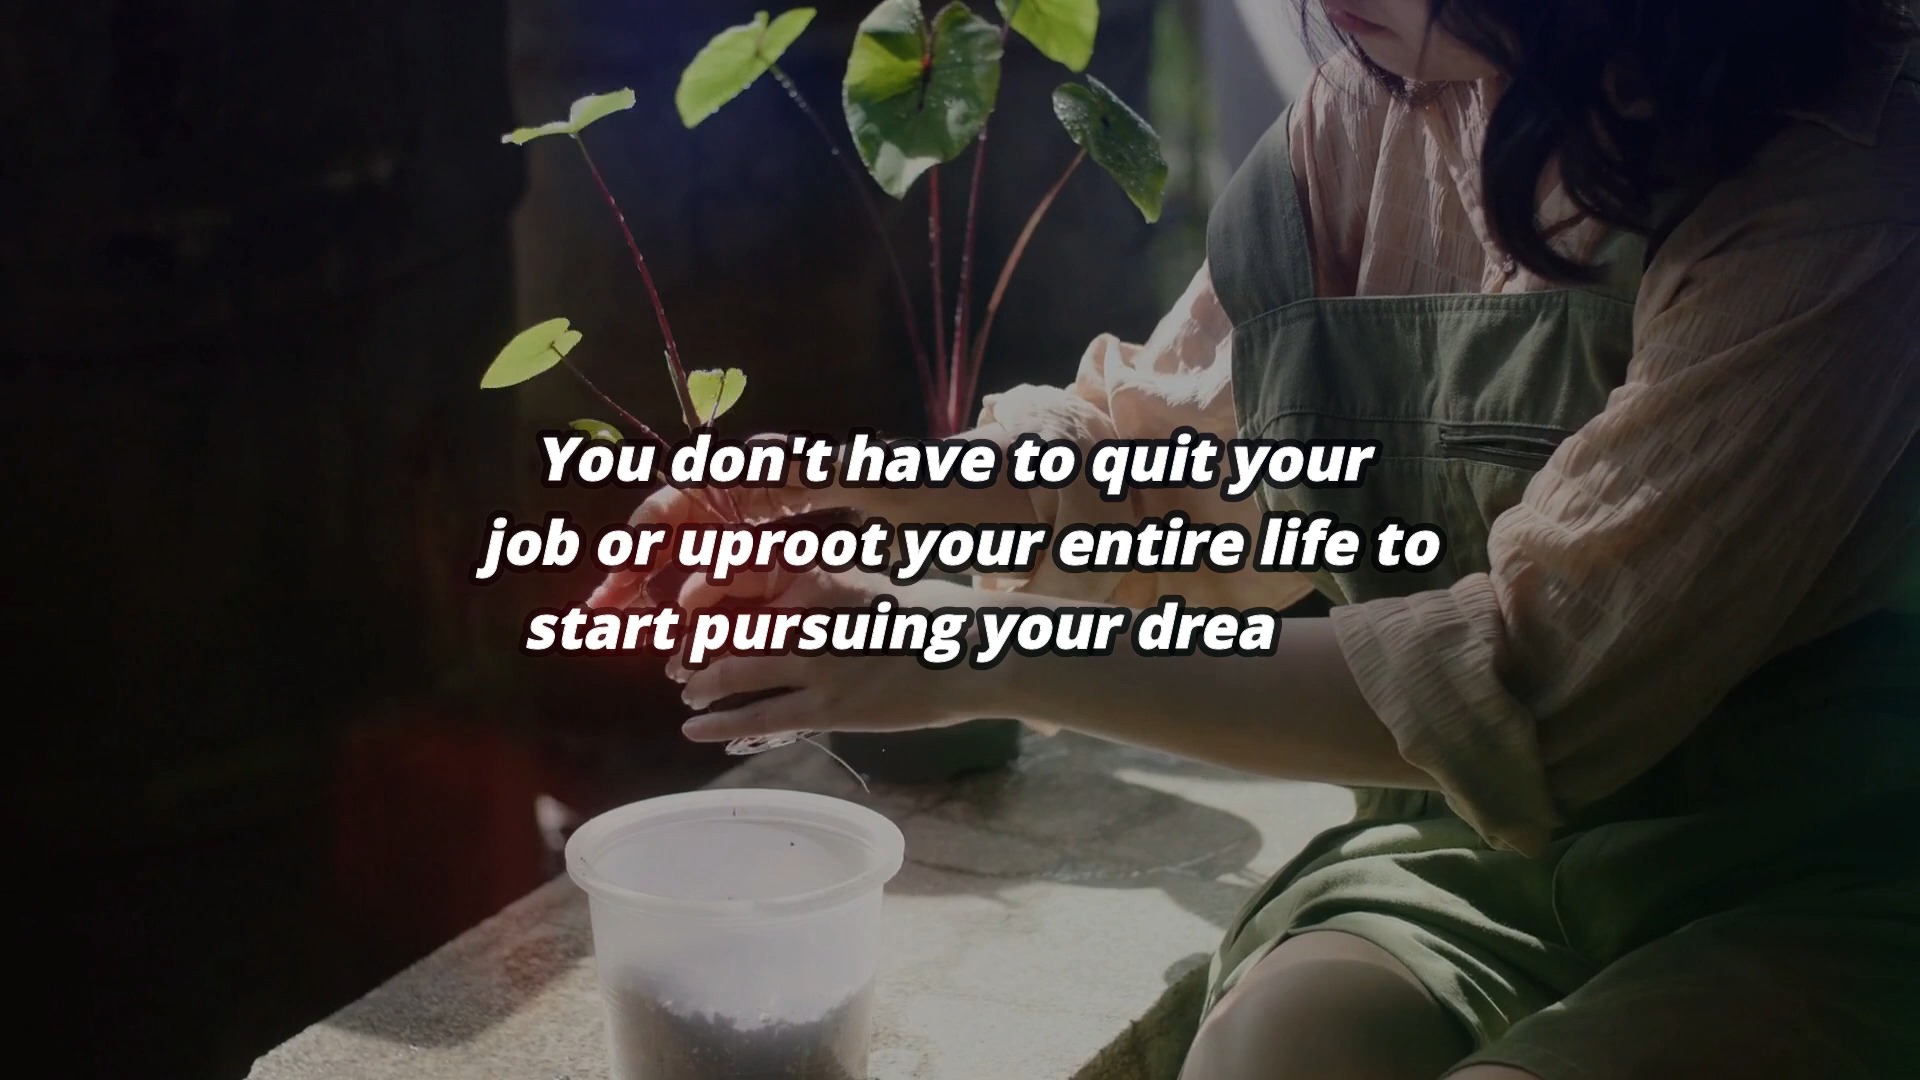 You don't have to quit your
job or uproot your entire life to
start pursuing your drea